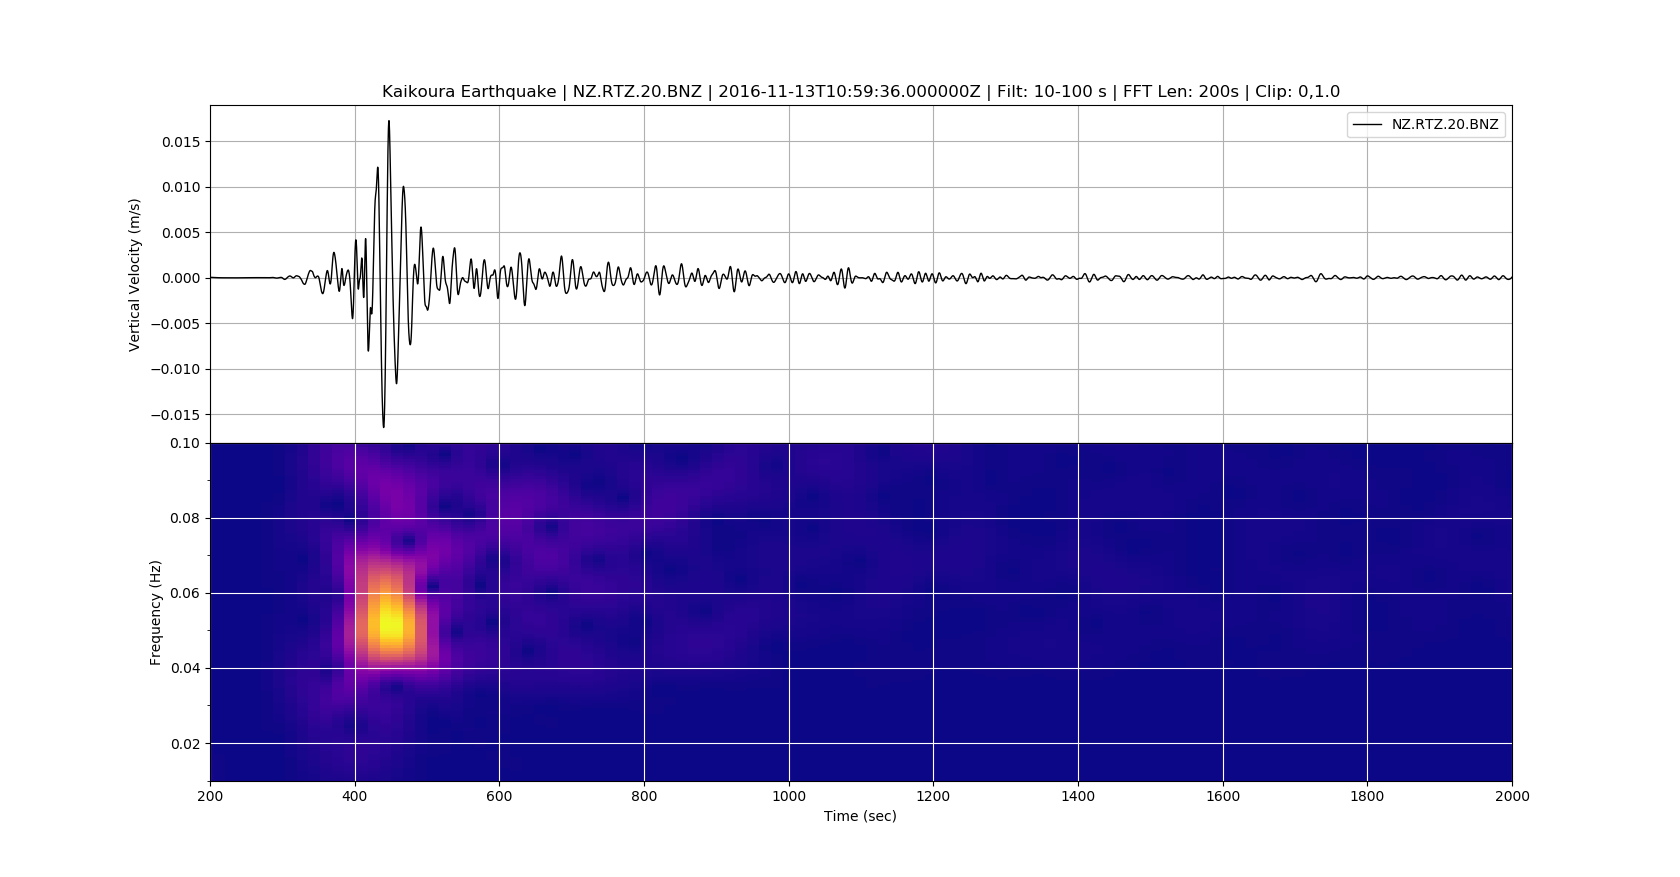 Kaikoura Earthquake | NZ.RTZ.20.BNZ | 2016-11-13T10:59:36.000000Z | Filt: 10-100 s | FFT Len: 200s | Clip: 0,1.0
NZ.RTZ.20.BNZ
Vertical Velocity (m/s)
0.015
0.010
0.005
0.000
−0.005
−0.010
−0.015
Frequency (Hz)
0.10
0.08
0.06
0.04
0.02
200 400 600 800 1000 1200 1400 1600 1800 2000
Time (sec)